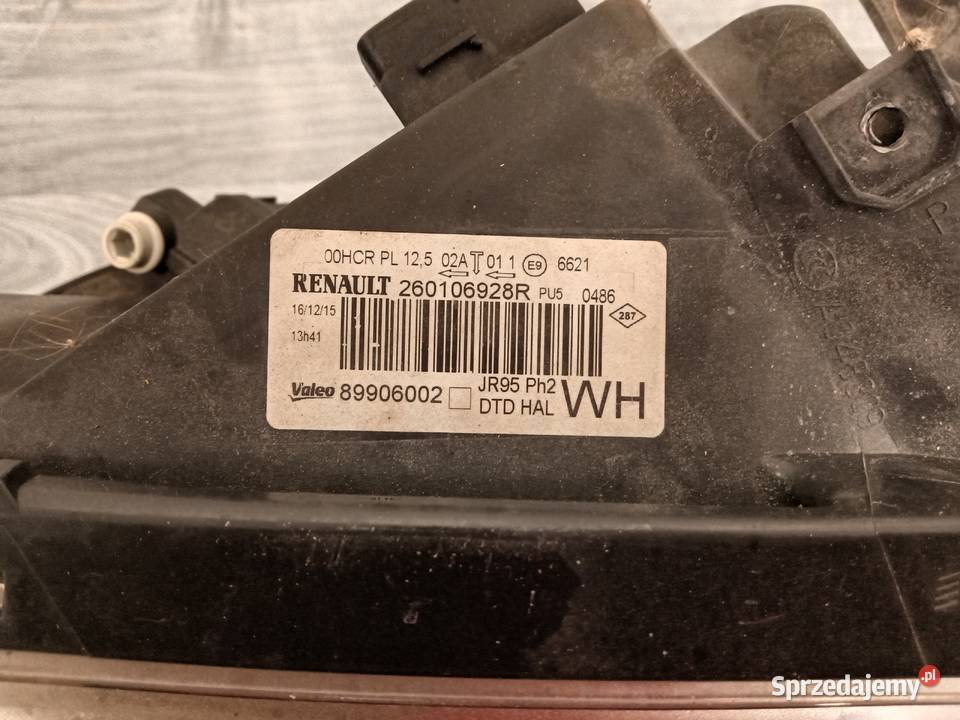 00HCR PL 12,5 02A 01 1 E9 6621
RENAULT 260106928R PU5 0486
16/12/15
287
13h41
Valeo 89906002 JR95 Ph2
DTD HAL WH
P
Sprzedajemy.pl